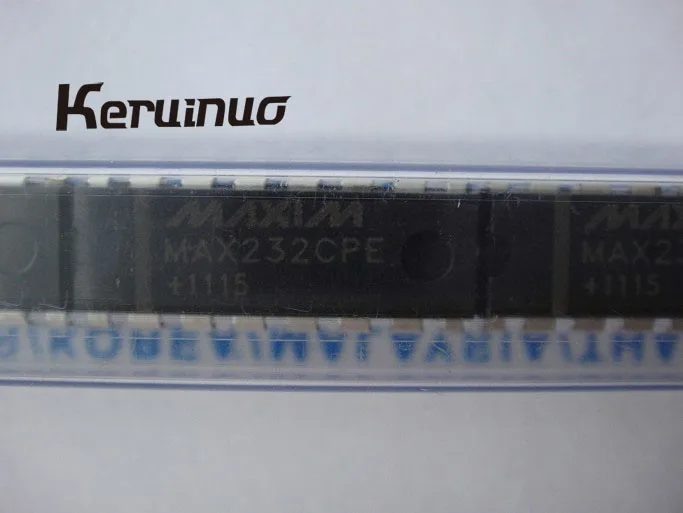 Keruinuo
MAXIM
MAX232CPE
+1115
MAX2
+1115